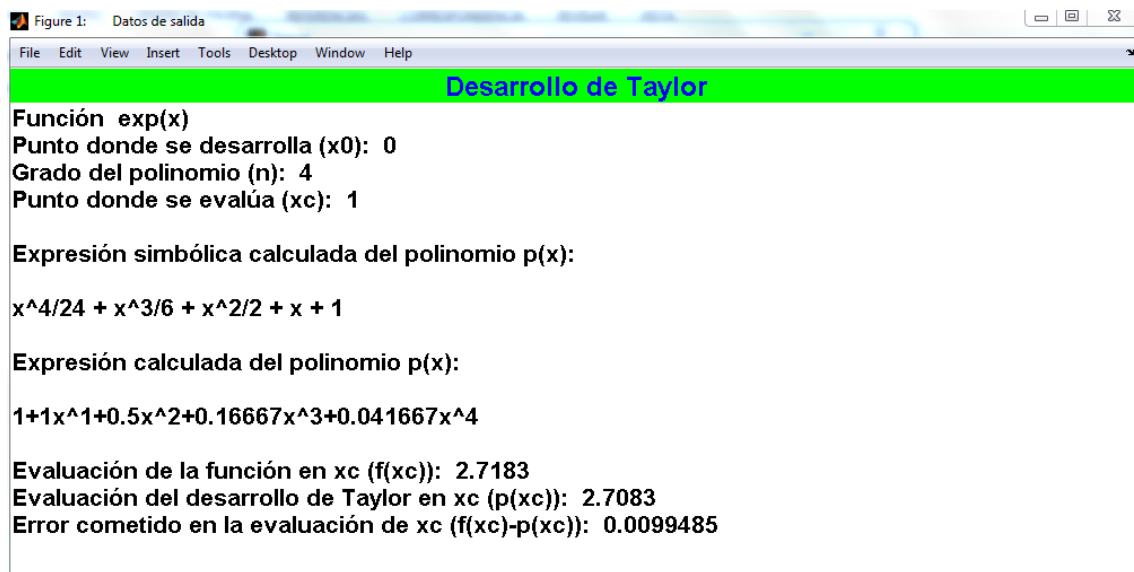 Figure 1: Datos de salida
File Edit View Insert Tools Desktop Window Help
Desarrollo de Taylor
Función exp(x)
Punto donde se desarrolla (x0): 0
Grado del polinomio (n): 4
Punto donde se evalúa (xc): 1
Expresión simbólica calculada del polinomio p(x):
x^4/24 + x^3/6 + x^2/2 + x + 1
Expresión calculada del polinomio p(x):
1+1x^1+0.5x^2+0.16667x^3+0.041667x^4
Evaluación de la función en xc (f(xc)): 2.7183
Evaluación del desarrollo de Taylor en xc (p(xc)): 2.7083
Error cometido en la evaluación de xc (f(xc)-p(xc)): 0.0099485